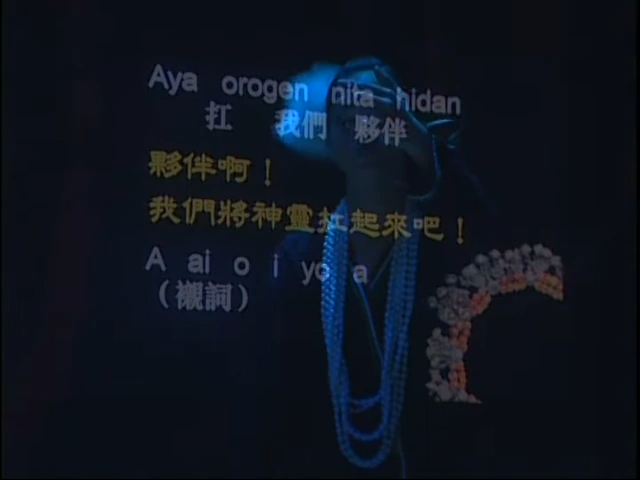 Aya orogen nita hidan
扛 我們 夥伴
夥伴啊！
我們將神靈扛起來吧！
A ai o i yo a
（襯詞）